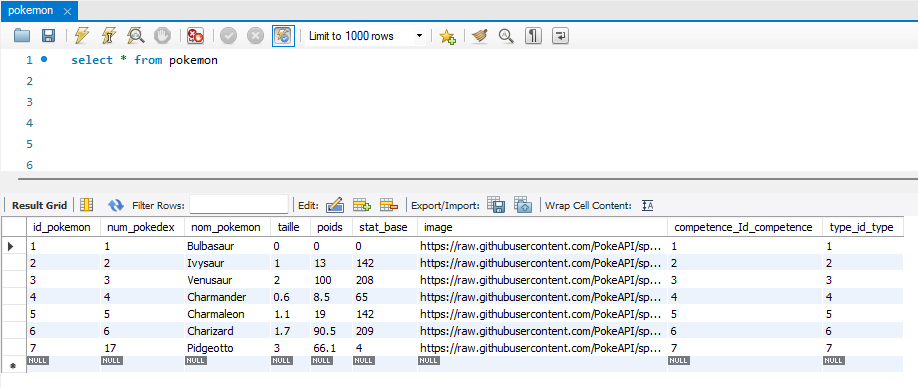 pokemon
Limit to 1000 rows
1 select * from pokemon
2
3
4
5
6
Result Grid Filter Rows: Edit: Export/Import: Wrap Cell Content:
id_pokemon num_pokedex nom_pokemon taille poids stat_base image competence_Id_competence type_id_type
1 1 Bulbasaur 0 0 0 https://raw.githubusercontent.com/PokeAPI/sp... 1 1
2 2 Ivysaur 1 13 142 https://raw.githubusercontent.com/PokeAPI/sp... 2 2
3 3 Venusaur 2 100 208 https://raw.githubusercontent.com/PokeAPI/sp... 3 3
4 4 Charmander 0.6 8.5 65 https://raw.githubusercontent.com/PokeAPI/sp... 4 4
5 5 Charmaleon 1.1 19 142 https://raw.githubusercontent.com/PokeAPI/sp... 5 5
6 6 Charizard 1.7 90.5 209 https://raw.githubusercontent.com/PokeAPI/sp... 6 6
7 17 Pidgeotto 3 66.1 4 https://raw.githubusercontent.com/PokeAPI/sp... 7 7
NULL NULL NULL NULL NULL NULL NULL NULL NULL